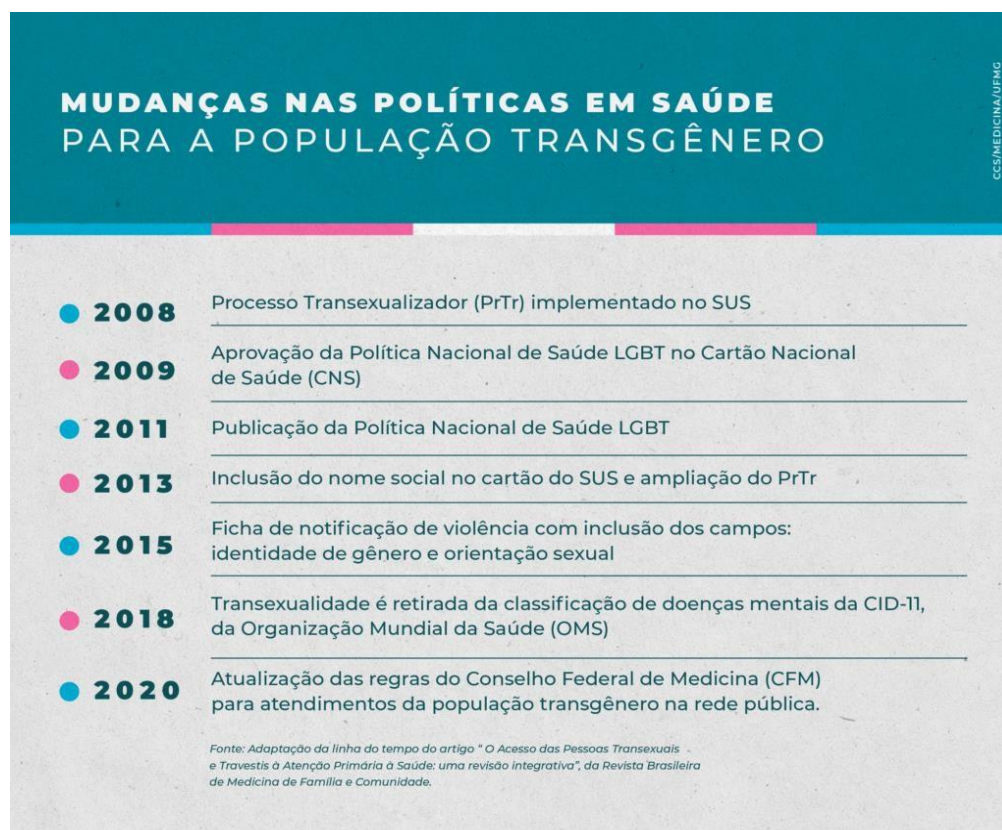 MUDANÇAS NAS POLÍTICAS EM SAÚDE
PARA A POPULAÇÃO TRANSGÊNERO
CCS/MEDICINA/UFMG
2008
Processo Transexualizador (PrTr) implementado no SUS
2009
Aprovação da Política Nacional de Saúde LGBT no Cartão Nacional
de Saúde (CNS)
2011
Publicação da Política Nacional de Saúde LGBT
2013
Inclusão do nome social no cartão do SUS e ampliação do PrTr
2015
Ficha de notificação de violência com inclusão dos campos:
identidade de gênero e orientação sexual
2018
Transexualidade é retirada da classificação de doenças mentais da CID-11,
da Organização Mundial da Saúde (OMS)
2020
Atualização das regras do Conselho Federal de Medicina (CFM)
para atendimentos da população transgênero na rede pública.
Fonte: Adaptação da linha do tempo do artigo “ O Acesso das Pessoas Transexuais
e Travestis à Atenção Primária à Saúde: uma revisão integrativa”, da Revista Brasileira
de Medicina de Família e Comunidade.